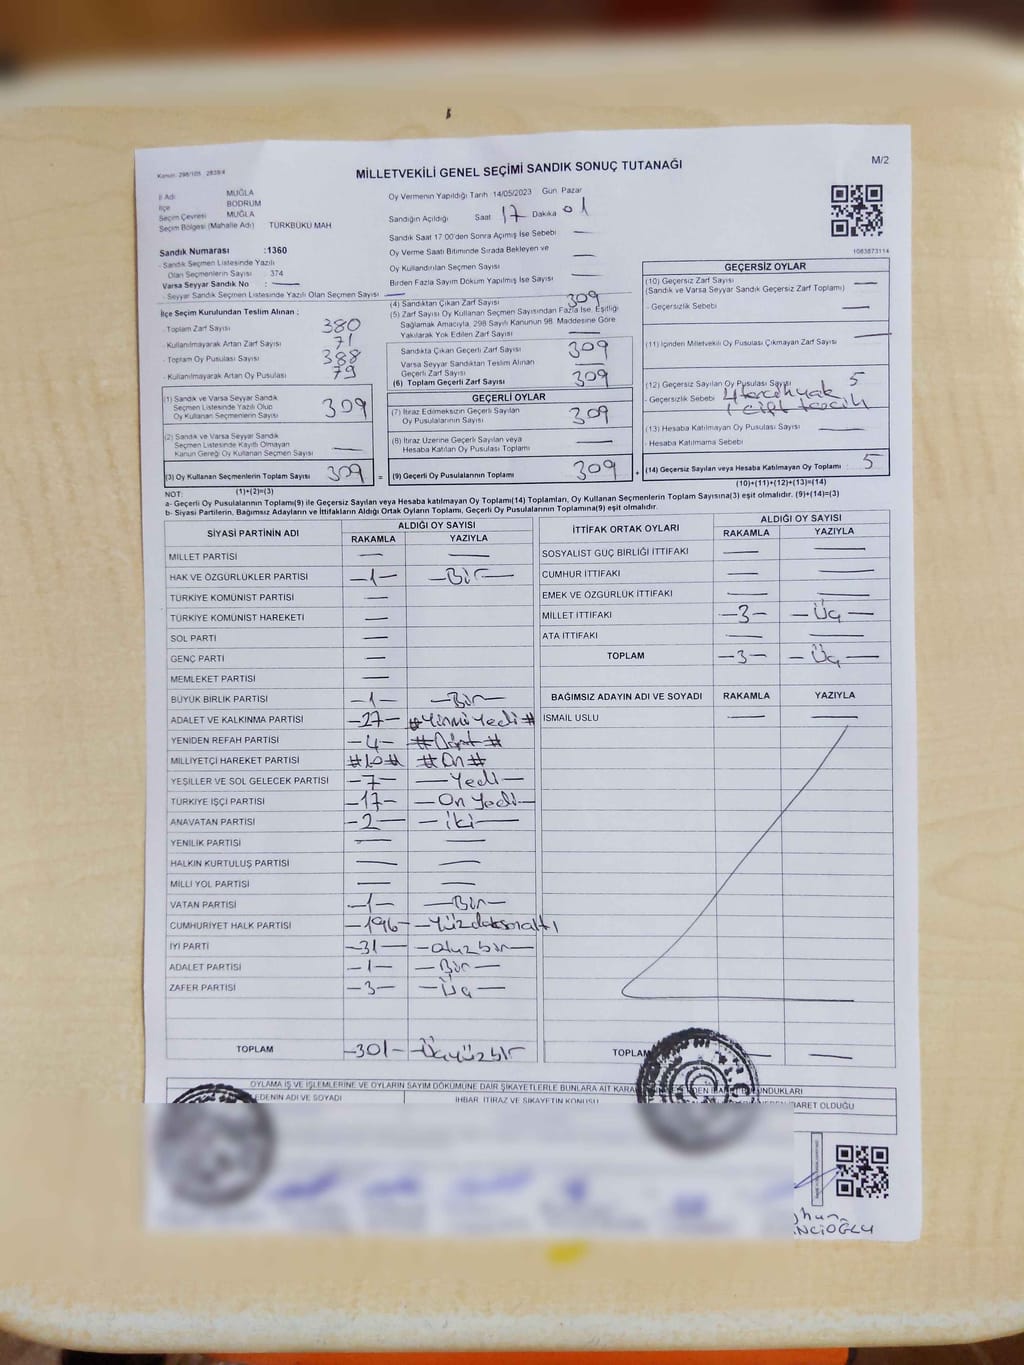 Kanun: 298/105 2839/4
MİLLETVEKİLİ GENEL SEÇİMİ SANDIK SONUÇ TUTANAĞI
M/2
İl Adı MUĞLA
İlçe BODRUM
Seçim Çevresi MUĞLA
Seçim Bölgesi (Mahalle Adı) TÜRKBÜKÜ MAH
Sandık Numarası :1360
- Sandık Seçmen Listesinde Yazılı
Olan Seçmenlerin Sayısı : 374
Varsa Seyyar Sandık No : —
- Seyyar Sandık Seçmen Listesinde Yazılı Olan Seçmen Sayısı : —
İlçe Seçim Kurulundan Teslim Alınan ;
- Toplam Zarf Sayısı 380
- Kullanılmayarak Artan Zarf Sayısı 71
- Toplam Oy Pusulası Sayısı 388
- Kullanılmayarak Artan Oy Pusulası 79
(1) Sandık ve Varsa Seyyar Sandık
Seçmen Listesinde Yazılı Olup
Oy Kullanan Seçmenlerin Sayısı 309
(2) Sandık ve Varsa Seyyar Sandık
Seçmen Listesinde Kayıtlı Olmayan
Kanun Gereği Oy Kullanan Seçmen Sayısı —
(3) Oy Kullanan Seçmenlerin Toplam Sayısı 309
(1)+(2)=(3)
Oy Vermenin Yapıldığı Tarih 14/05/2023 Gün Pazar
Sandığın Açıldığı Saat 17 Dakika 01
Sandık Saat 17:00'den Sonra Açılmış İse Sebebi —
Oy Verme Saati Bitiminde Sırada Bekleyen ve
Oy Kullandırılan Seçmen Sayısı —
Birden Fazla Sayım Döküm Yapılmış İse Sayısı —
(4) Sandıktan Çıkan Zarf Sayısı 309
(5) Zarf Sayısı Oy Kullanan Seçmen Sayısından Fazla İse, Eşitliği
Sağlamak Amacıyla, 298 Sayılı Kanunun 98. Maddesine Göre
Yakılarak Yok Edilen Zarf Sayısı —
Sandıkta Çıkan Geçerli Zarf Sayısı 309
Varsa Seyyar Sandıktan Teslim Alınan
Geçerli Zarf Sayısı —
(6) Toplam Geçerli Zarf Sayısı 309
GEÇERLİ OYLAR
(7) İtiraz Edilmeksizin Geçerli Sayılan
Oy Pusulalarının Sayısı 309
(8) İtiraz Üzerine Geçerli Sayılan veya
Hesaba Katılan Oy Pusulası Toplamı —
= (9) Geçerli Oy Pusulalarının Toplamı 309
1083873114
GEÇERSİZ OYLAR
(10) Geçersiz Zarf Sayısı
(Sandık ve Varsa Seyyar Sandık Geçersiz Zarf Toplamı) —
- Geçersizlik Sebebi : —
(11) İçinden Milletvekili Oy Pusulası Çıkmayan Zarf Sayısı —
(12) Geçersiz Sayılan Oy Pusulası Sayısı 5
- Geçersizlik Sebebi : 4 tercih yok
1 çift tercih
(13) Hesaba Katılmayan Oy Pusulası Sayısı : —
- Hesaba Katılmama Sebebi :
+ (14) Geçersiz Sayılan veya Hesaba Katılmayan Oy Toplamı : 5
(10)+(11)+(12)+(13)=(14)
NOT:
a- Geçerli Oy Pusulalarının Toplamı(9) ile Geçersiz Sayılan veya Hesaba katılmayan Oy Toplamı(14) Toplamları, Oy Kullanan Seçmenlerin Toplam Sayısına(3) eşit olmalıdır. (9)+(14)=(3)
b- Siyasi Partilerin, Bağımsız Adayların ve İttifakların Aldığı Ortak Oyların Toplamı, Geçerli Oy Pusulalarının Toplamına(9) eşit olmalıdır.
SİYASİ PARTİNİN ADI ALDIĞI OY SAYISI
RAKAMLA YAZIYLA
MİLLET PARTİSİ — —
HAK VE ÖZGÜRLÜKLER PARTİSİ —1— —Bir—
TÜRKİYE KOMÜNİST PARTİSİ —
TÜRKİYE KOMÜNİST HAREKETİ —
SOL PARTİ —
GENÇ PARTİ —
MEMLEKET PARTİSİ —
BÜYÜK BİRLİK PARTİSİ —1— —Bir—
ADALET VE KALKINMA PARTİSİ —27— #Yirmi Yedi#
YENİDEN REFAH PARTİSİ —4— #Dört#
MİLLİYETÇİ HAREKET PARTİSİ #10# #On#
YEŞİLLER VE SOL GELECEK PARTİSİ —7— —Yedi—
TÜRKİYE İŞÇİ PARTİSİ —17— —On Yedi—
ANAVATAN PARTİSİ —2— —iki—
YENİLİK PARTİSİ — —
HALKIN KURTULUŞ PARTİSİ — —
MİLLİ YOL PARTİSİ — —
VATAN PARTİSİ —1— —Bir—
CUMHURİYET HALK PARTİSİ —196— —Yüzdoksanaltı
İYİ PARTİ —31— —otuzbir—
ADALET PARTİSİ —1— —Bir—
ZAFER PARTİSİ —3— —Üç—
TOPLAM —301— —Üçyüzbir
İTTİFAK ORTAK OYLARI ALDIĞI OY SAYISI
RAKAMLA YAZIYLA
SOSYALİST GÜÇ BİRLİĞİ İTTİFAKI — —
CUMHUR İTTİFAKI — —
EMEK VE ÖZGÜRLÜK İTTİFAKI — —
MİLLET İTTİFAKI —3— —Üç—
ATA İTTİFAKI — —
TOPLAM —3— —Üç—
BAĞIMSIZ ADAYIN ADI VE SOYADI RAKAMLA YAZIYLA
İSMAİL USLU — —
TOPLAM — —
OYLAMA İŞ VE İŞLEMLERİNE VE OYLARIN SAYIM DÖKÜMÜNE DAİR ŞİKAYETLERLE BUNLARA AİT
İHBAR, İTİRAZ VE ŞİKAYETİN KONUSU